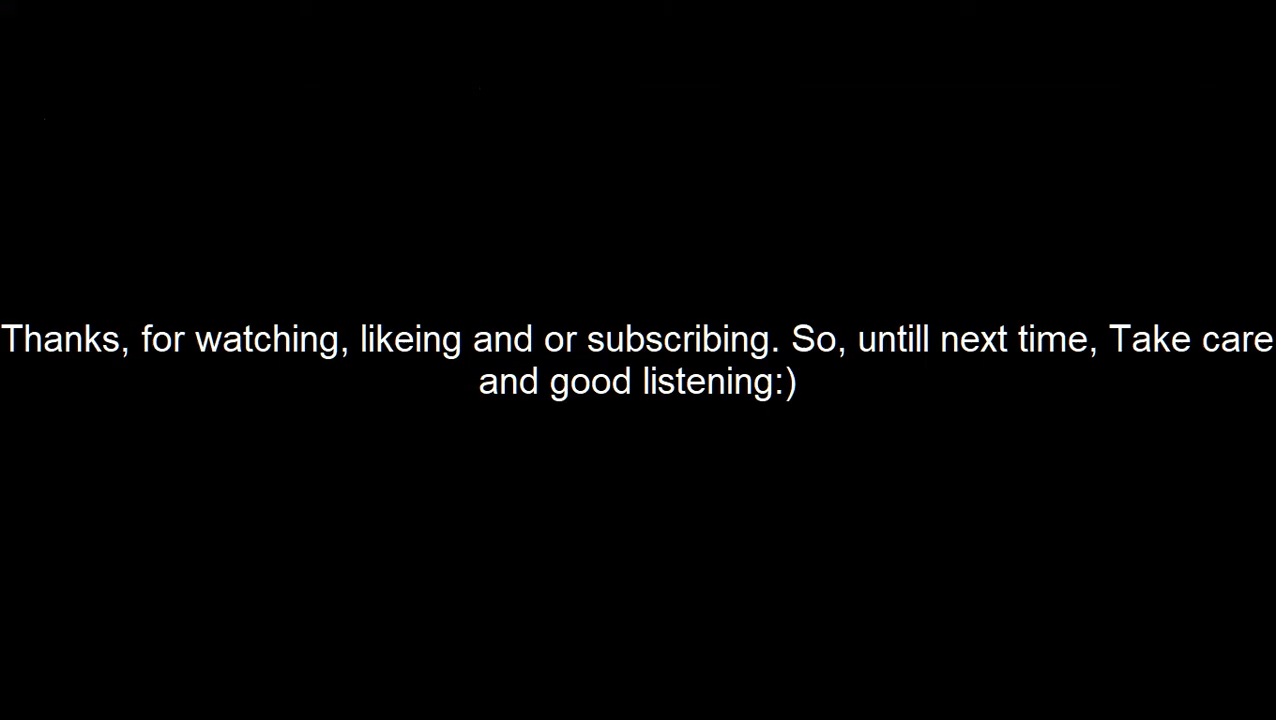 Thanks, for watching, likeing and or subscribing. So, untill next time, Take care
and good listening:)